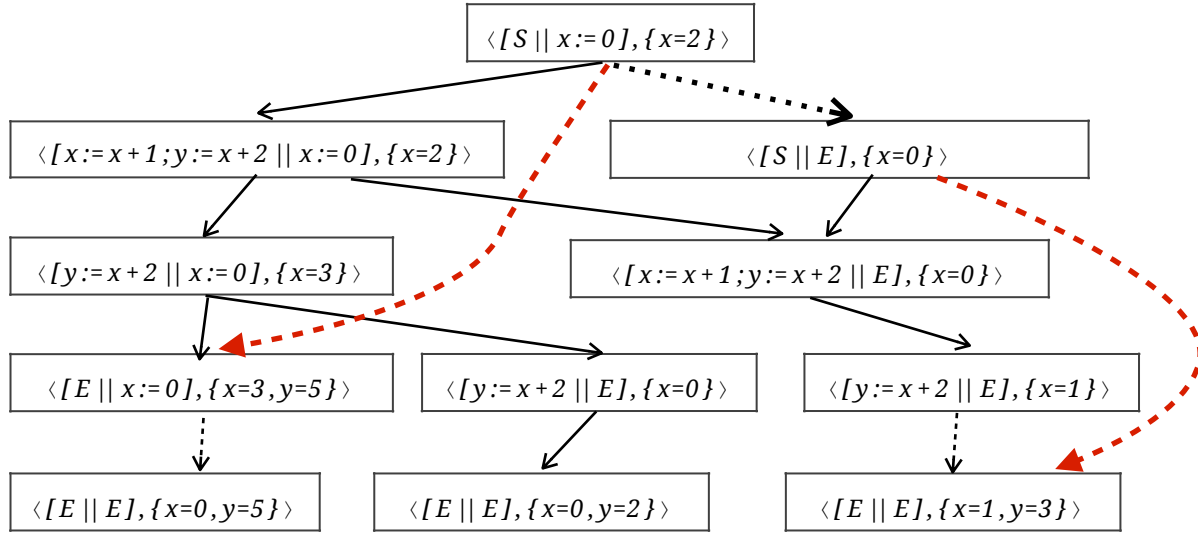 ⟨[S || x:=0],{x=2}⟩
⟨[x:=x+1;y:=x+2 || x:=0],{x=2}⟩
⟨[S || E],{x=0}⟩
⟨[y:=x+2 || x:=0],{x=3}⟩
⟨[x:=x+1;y:=x+2 || E],{x=0}⟩
⟨[E || x:=0],{x=3,y=5}⟩
⟨[y:=x+2 || E],{x=0}⟩
⟨[y:=x+2 || E],{x=1}⟩
⟨[E || E],{x=0,y=5}⟩
⟨[E || E],{x=0,y=2}⟩
⟨[E || E],{x=1,y=3}⟩